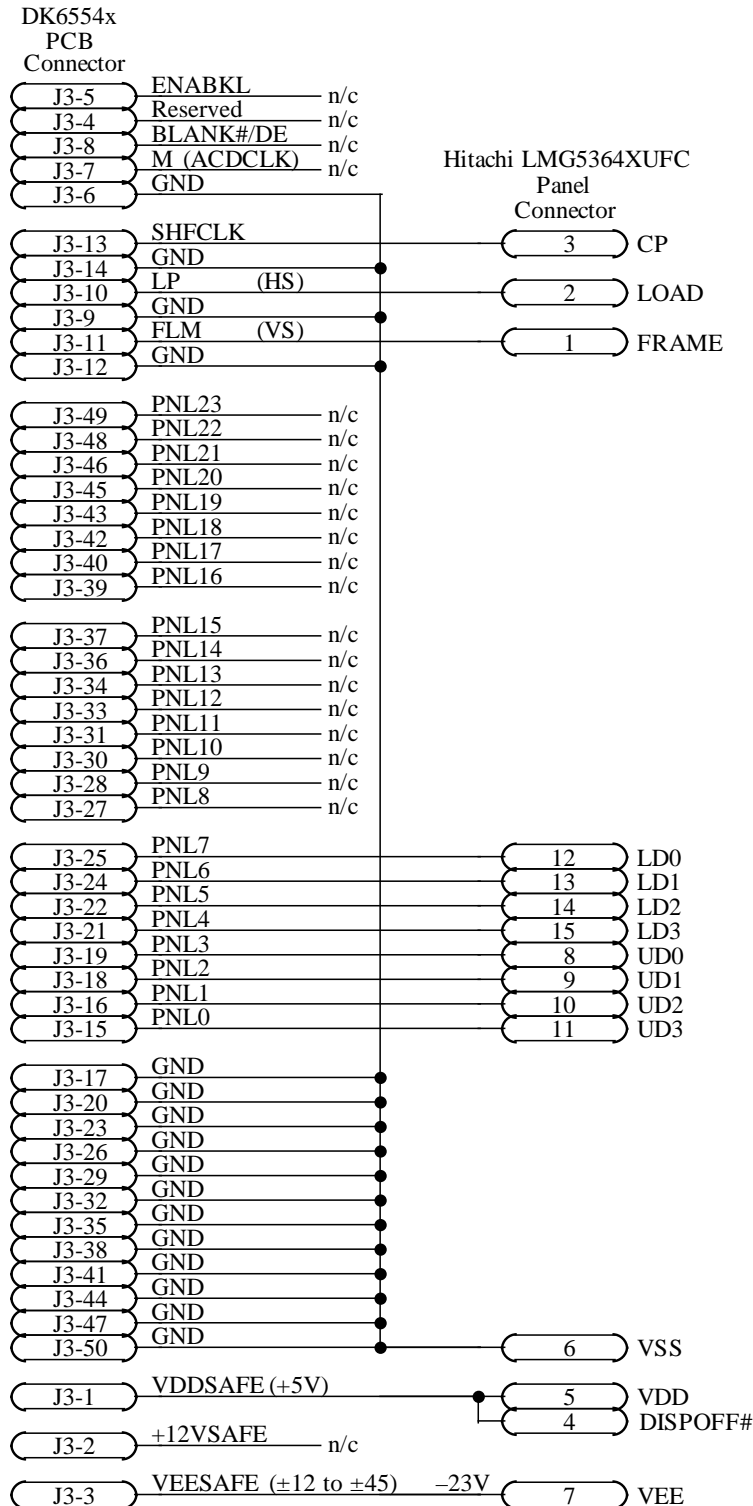 DK6554x
PCB
Connector
J3-5 ENABKL n/c
J3-4 Reserved n/c
J3-8 BLANK#/DE n/c
J3-7 M (ACDCLK) n/c
J3-6 GND
Hitachi LMG5364XUFC
Panel
Connector
J3-13 SHFCLK 3 CP
J3-14 GND
J3-10 LP (HS) 2 LOAD
J3-9 GND
J3-11 FLM (VS) 1 FRAME
J3-12 GND
J3-49 PNL23 n/c
J3-48 PNL22 n/c
J3-46 PNL21 n/c
J3-45 PNL20 n/c
J3-43 PNL19 n/c
J3-42 PNL18 n/c
J3-40 PNL17 n/c
J3-39 PNL16 n/c
J3-37 PNL15 n/c
J3-36 PNL14 n/c
J3-34 PNL13 n/c
J3-33 PNL12 n/c
J3-31 PNL11 n/c
J3-30 PNL10 n/c
J3-28 PNL9 n/c
J3-27 PNL8 n/c
J3-25 PNL7 12 LD0
J3-24 PNL6 13 LD1
J3-22 PNL5 14 LD2
J3-21 PNL4 15 LD3
J3-19 PNL3 8 UD0
J3-18 PNL2 9 UD1
J3-16 PNL1 10 UD2
J3-15 PNL0 11 UD3
J3-17 GND
J3-20 GND
J3-23 GND
J3-26 GND
J3-29 GND
J3-32 GND
J3-35 GND
J3-38 GND
J3-41 GND
J3-44 GND
J3-47 GND
J3-50 GND 6 VSS
J3-1 VDDSAFE (+5V) 5 VDD
4 DISPOFF#
J3-2 +12VSAFE n/c
J3-3 VEESAFE (±12 to ±45) –23V 7 VEE